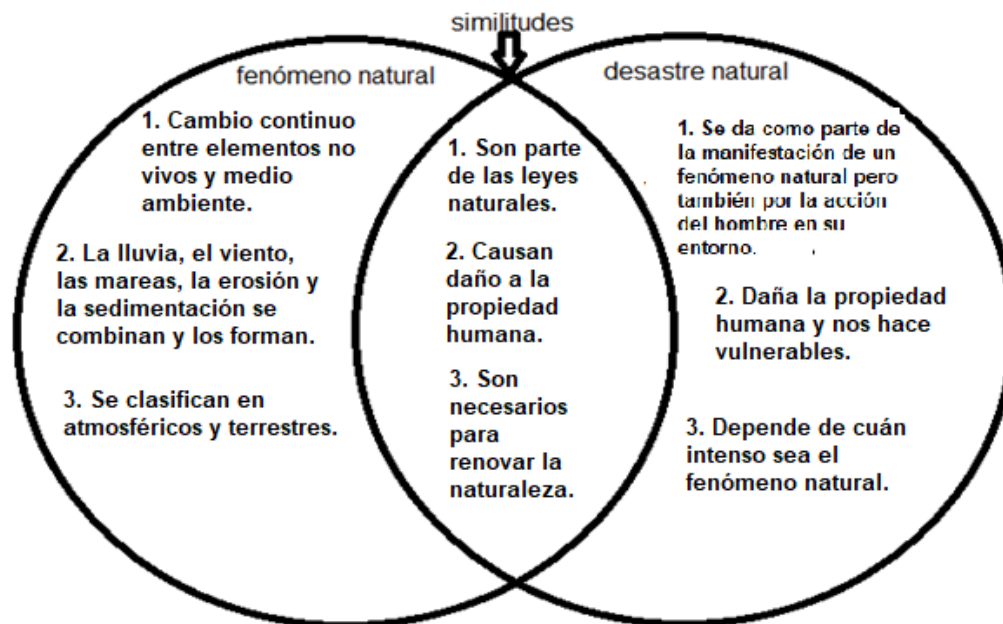 similitudes
fenómeno natural
1. Cambio continuo
entre elementos no
vivos y medio
ambiente.
2. La lluvia, el viento,
las mareas, la erosión y
la sedimentación se
combinan y los forman.
3. Se clasifican en
atmosféricos y terrestres.
1. Son parte
de las leyes
naturales.
2. Causan
daño a la
propiedad
humana.
3. Son
necesarios
para
renovar la
naturaleza.
desastre natural
1. Se da como parte de
la manifestación de un
fenómeno natural pero
también por la acción
del hombre en su
entorno.
2. Daña la propiedad
humana y nos hace
vulnerables.
3. Depende de cuán
intenso sea el
fenómeno natural.